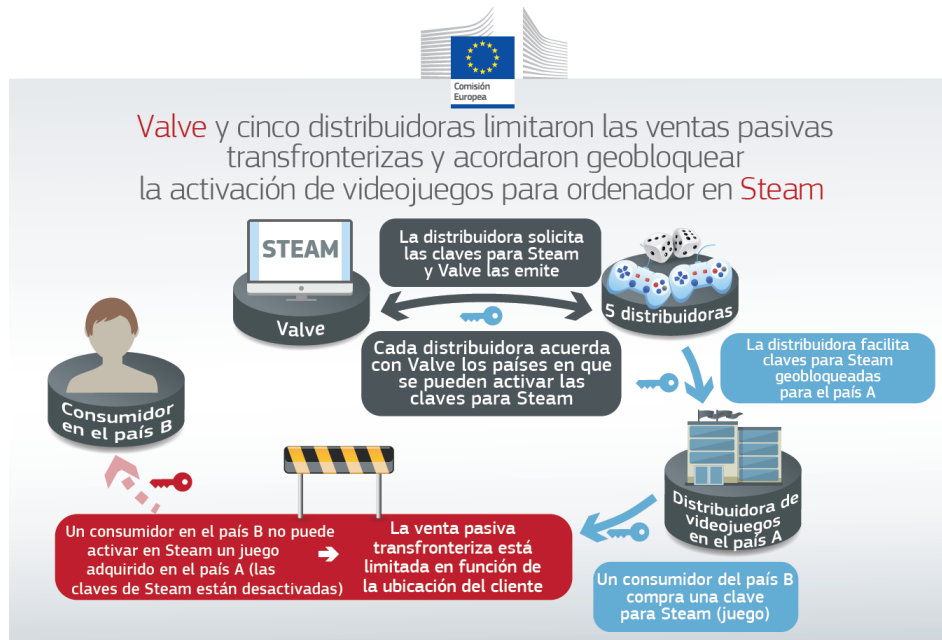 Comisión
Europea
Valve y cinco distribuidoras limitaron las ventas pasivas
transfronterizas y acordaron geobloquear
la activación de videojuegos para ordenador en Steam
STEAM
Valve
La distribuidora solicita
las claves para Steam
y Valve las emite
5 distribuidoras
Cada distribuidora acuerda
con Valve los países en que
se pueden activar las
claves para Steam
La distribuidora facilita
claves para Steam
geobloqueadas
para el país A
Consumidor
en el país B
Distribuidora de
videojuegos
en el país A
Un consumidor en el país B no puede
activar en Steam un juego
adquirido en el país A (las
claves de Steam están desactivadas)
La venta pasiva
transfronteriza está
limitada en función de
la ubicación del cliente
Un consumidor del país B
compra una clave
para Steam (juego)